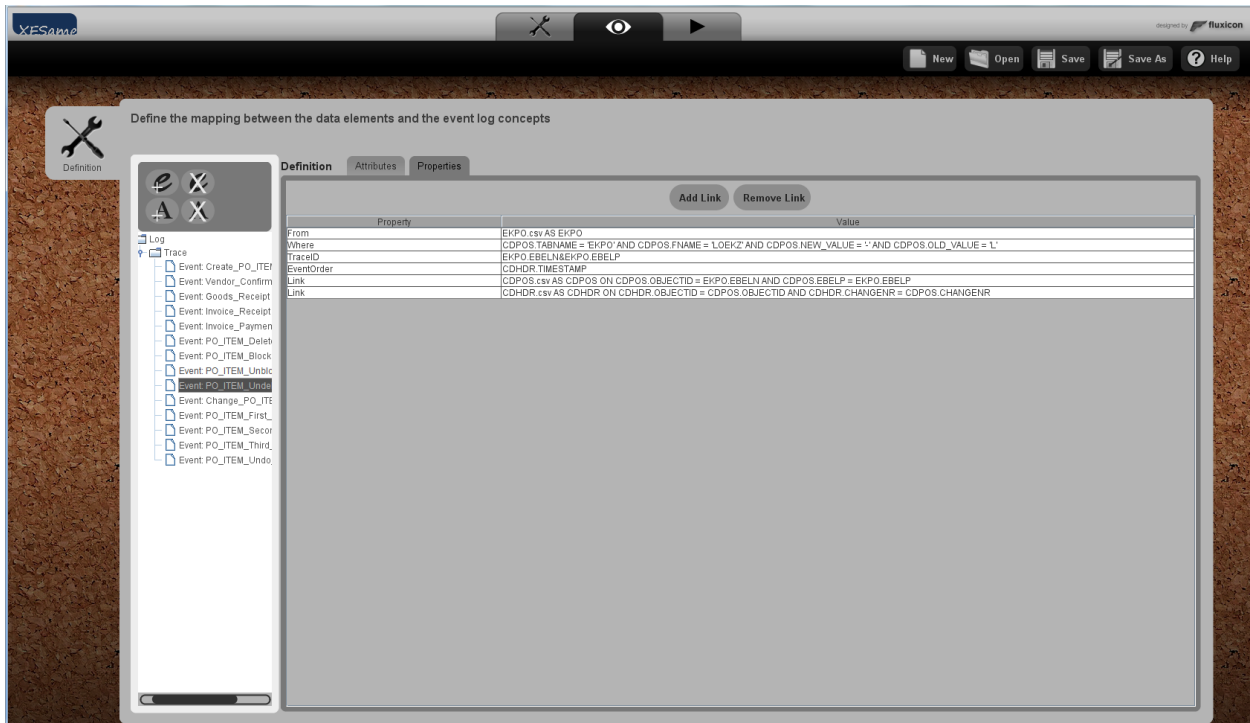 XESame
designed by fluxicon
New Open Save Save As Help
Define the mapping between the data elements and the event log concepts
Definition
Definition Attributes Properties
Add Link Remove Link
Property Value
From EKPO.csv AS EKPO
Where CDPOS.TABNAME = 'EKPO' AND CDPOS.FNAME = 'LOEKZ' AND CDPOS.NEW_VALUE = '-' AND CDPOS.OLD_VALUE = 'L'
TraceID EKPO.EBELN&EKPO.EBELP
EventOrder CDHDR.TIMESTAMP
Link CDPOS.csv AS CDPOS ON CDPOS.OBJECTID = EKPO.EBELN AND CDPOS.EBELP = EKPO.EBELP
Link CDHDR.csv AS CDHDR ON CDHDR.OBJECTID = CDPOS.OBJECTID AND CDHDR.CHANGENR = CDPOS.CHANGENR
Log
Trace
Event: Create_PO_ITE
Event: Vendor_Confirm
Event: Goods_Receipt
Event: Invoice_Receipt
Event: Invoice_Paymen
Event: PO_ITEM_Delet
Event: PO_ITEM_Block
Event: PO_ITEM_Unblo
Event: PO_ITEM_Unde
Event: Change_PO_ITE
Event: PO_ITEM_First_
Event: PO_ITEM_Secon
Event: PO_ITEM_Third_
Event: PO_ITEM_Undo_